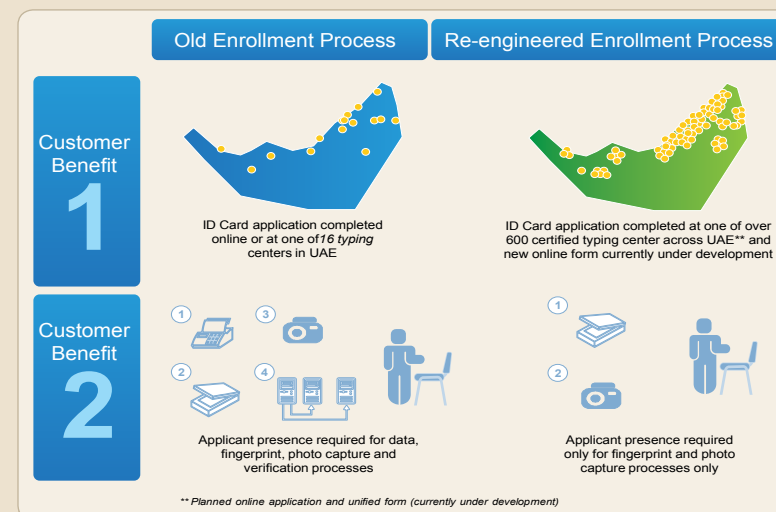 Old Enrollment Process
Re-engineered Enrollment Process
Customer
Benefit
1
ID Card application completed
online or at one of16 typing
centers in UAE
ID Card application completed at one of over
600 certified typing center across UAE** and
new online form currently under development
Customer
Benefit
2
1
3
2
4
Applicant presence required for data,
fingerprint, photo capture and
verification processes
1
2
Applicant presence required
only for fingerprint and photo
capture processes only
** Planned online application and unified form (currently under development)